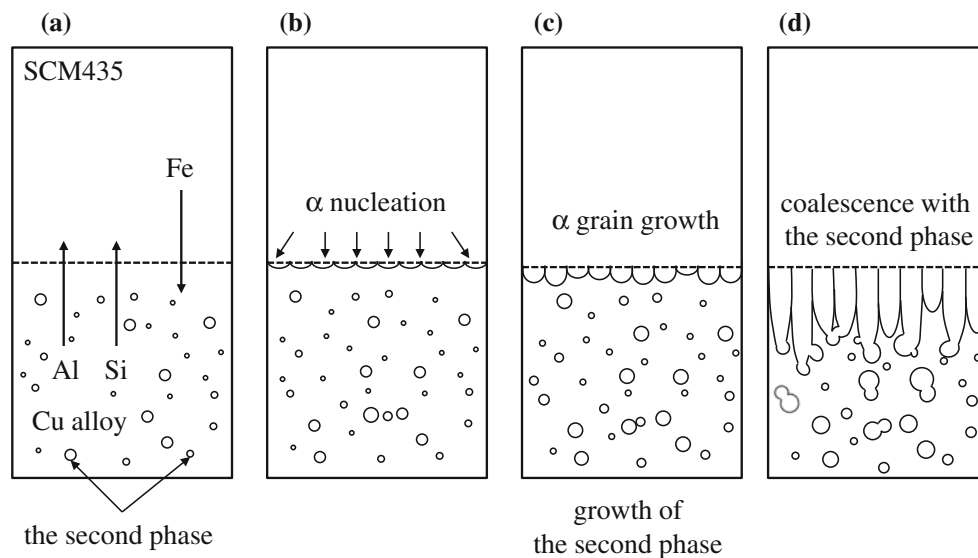 (a)
SCM435
Fe
Al
Si
Cu alloy
the second phase
(b)
α nucleation
(c)
α grain growth
growth of
the second phase
(d)
coalescence with
the second phase